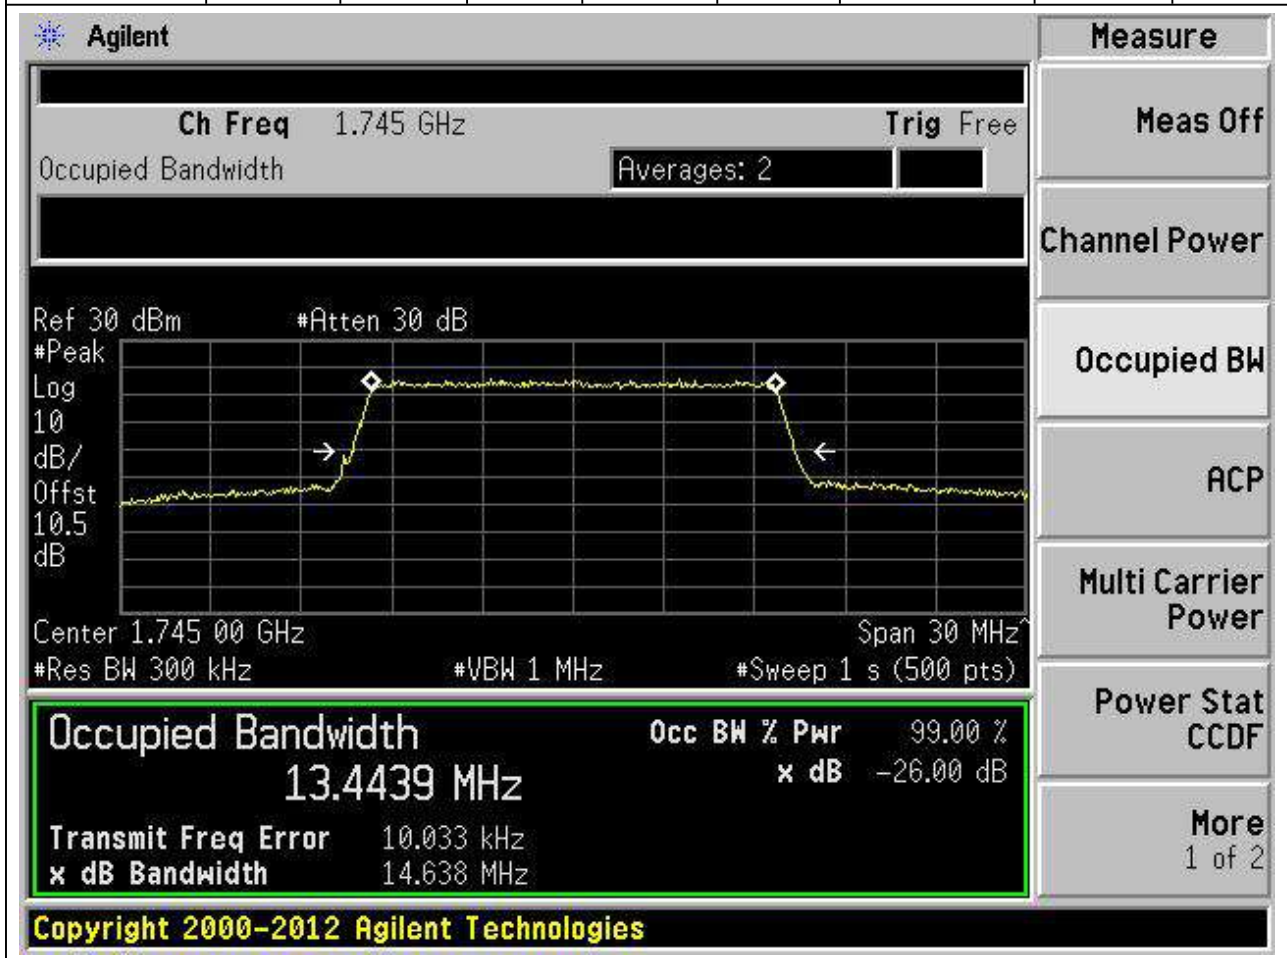 Agilent
Measure
Ch Freq 1.745 GHz Trig Free
Occupied Bandwidth Averages: 2
Meas Off
Channel Power
Occupied BW
ACP
Multi Carrier
Power
Power Stat
CCDF
More
1 of 2
Ref 30 dBm #Atten 30 dB
#Peak
Log
10
dB/
Offst
10.5
dB
Center 1.745 00 GHz Span 30 MHz^
#Res BW 300 kHz #VBW 1 MHz #Sweep 1 s (500 pts)
Occupied Bandwidth Occ BW % Pwr 99.00 %
13.4439 MHz x dB -26.00 dB
Transmit Freq Error 10.033 kHz
x dB Bandwidth 14.638 MHz
Copyright 2000-2012 Agilent Technologies